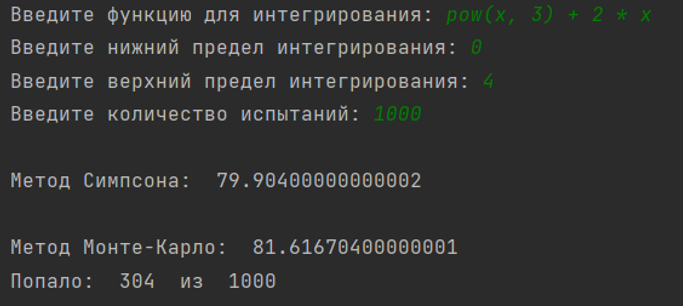 Введите функцию для интегрирования: pow(x, 3) + 2 * x
Введите нижний предел интегрирования: 0
Введите верхний предел интегрирования: 4
Введите количество испытаний: 1000
Метод Симпсона:  79.90400000000002
Метод Монте-Карло:  81.61670400000001
Попало:  304  из  1000